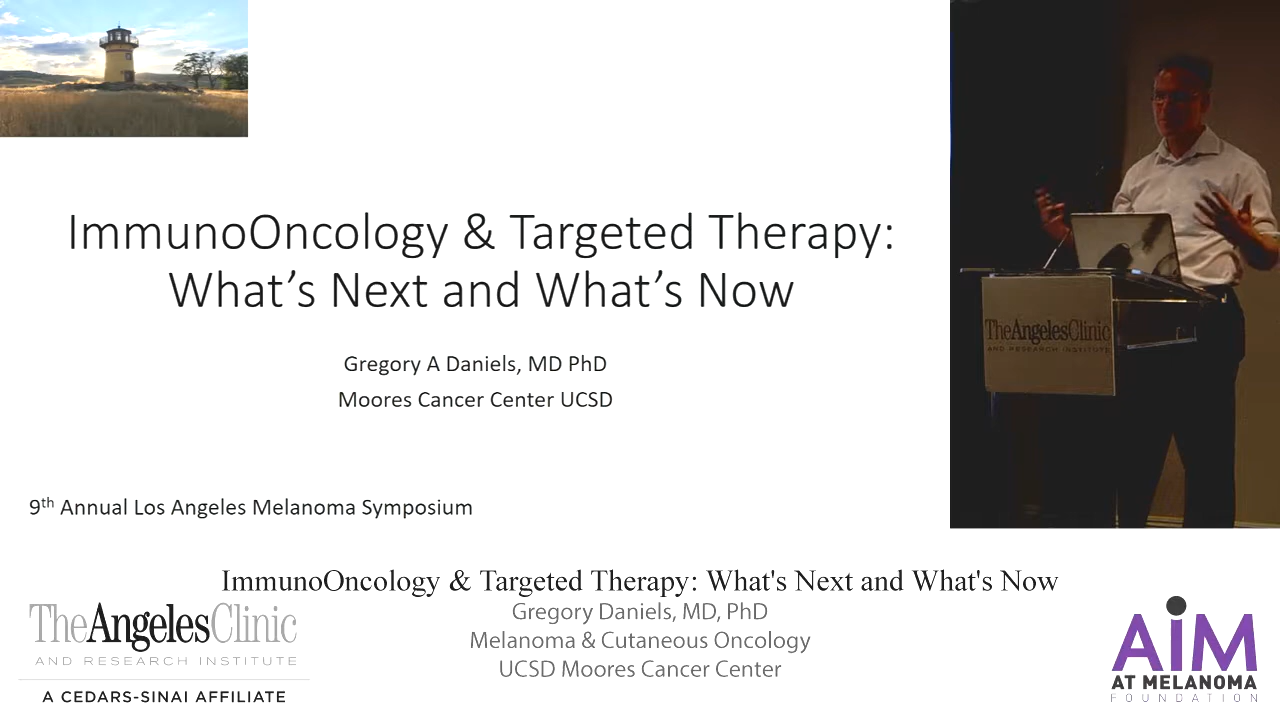 ImmunoOncology & Targeted Therapy:
What’s Next and What’s Now
Gregory A Daniels, MD PhD
Moores Cancer Center UCSD
9th Annual Los Angeles Melanoma Symposium
TheAngelesClinic
AND RESEARCH INSTITUTE
ImmunoOncology & Targeted Therapy: What's Next and What's Now
Gregory Daniels, MD, PhD
Melanoma & Cutaneous Oncology
UCSD Moores Cancer Center
TheAngelesClinic
AND RESEARCH INSTITUTE
A CEDARS-SINAI AFFILIATE
AiM
AT MELANOMA
FOUNDATION